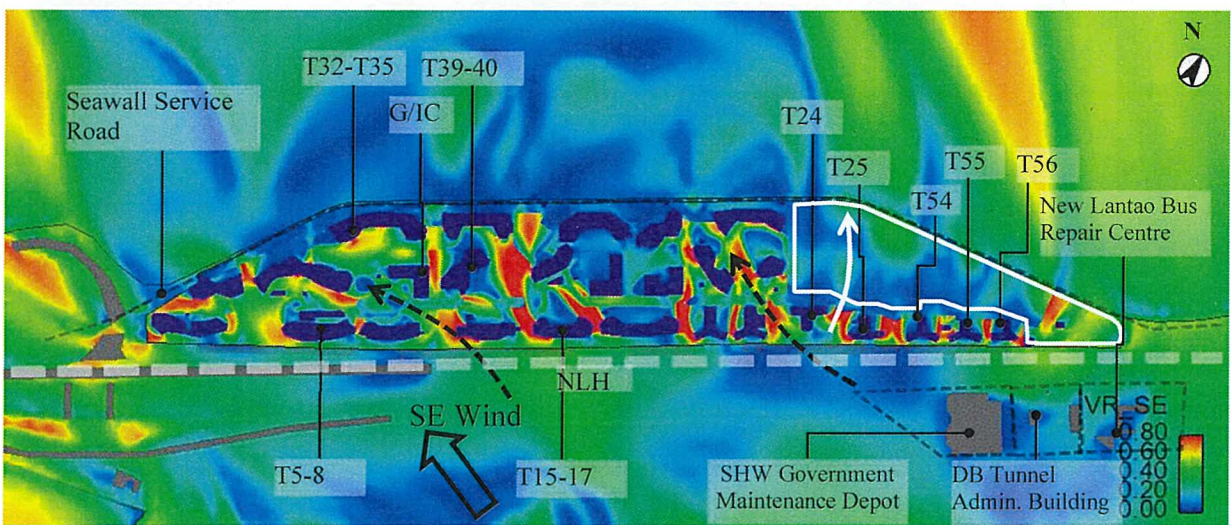 N
T32-T35
T39-40
Seawall Service
Road
G/IC
T24
T25
T55
T56
T54
New Lantao Bus
Repair Centre
NLH
SE Wind
T5-8
T15-17
SHW Government
Maintenance Depot
DB Tunnel
Admin. Building
VR_SE
0.80
0.60
0.40
0.20
0.00